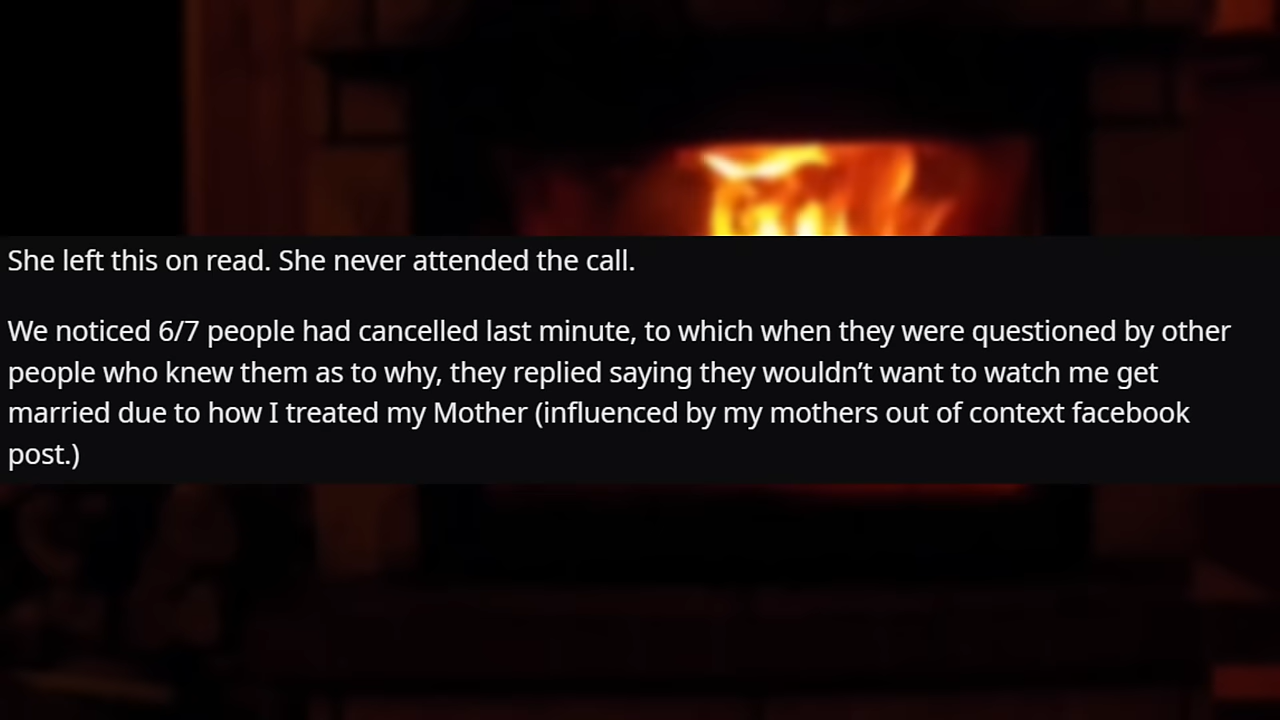 She left this on read. She never attended the call.
We noticed 6/7 people had cancelled last minute, to which when they were questioned by other
people who knew them as to why, they replied saying they wouldn’t want to watch me get
married due to how I treated my Mother (influenced by my mothers out of context facebook
post.)